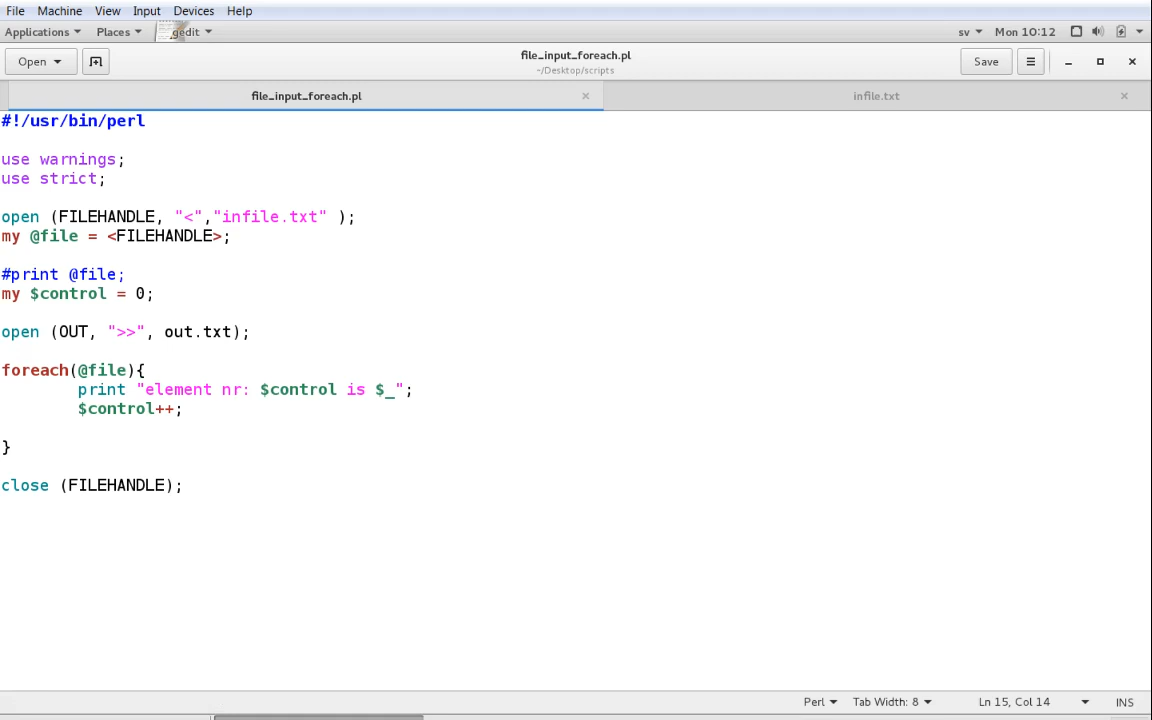 File Machine View Input Devices Help
Applications Places gedit sv Mon 10:12
Open file_input_foreach.pl Save
~/Desktop/scripts
file_input_foreach.pl infile.txt
#!/usr/bin/perl
use warnings;
use strict;
open (FILEHANDLE, "<","infile.txt" );
my @file = <FILEHANDLE>;
#print @file;
my $control = 0;
open (OUT, ">>", out.txt);
foreach(@file){
print "element nr: $control is $_";
$control++;
}
close (FILEHANDLE);
Perl Tab Width: 8 Ln 15, Col 14 INS